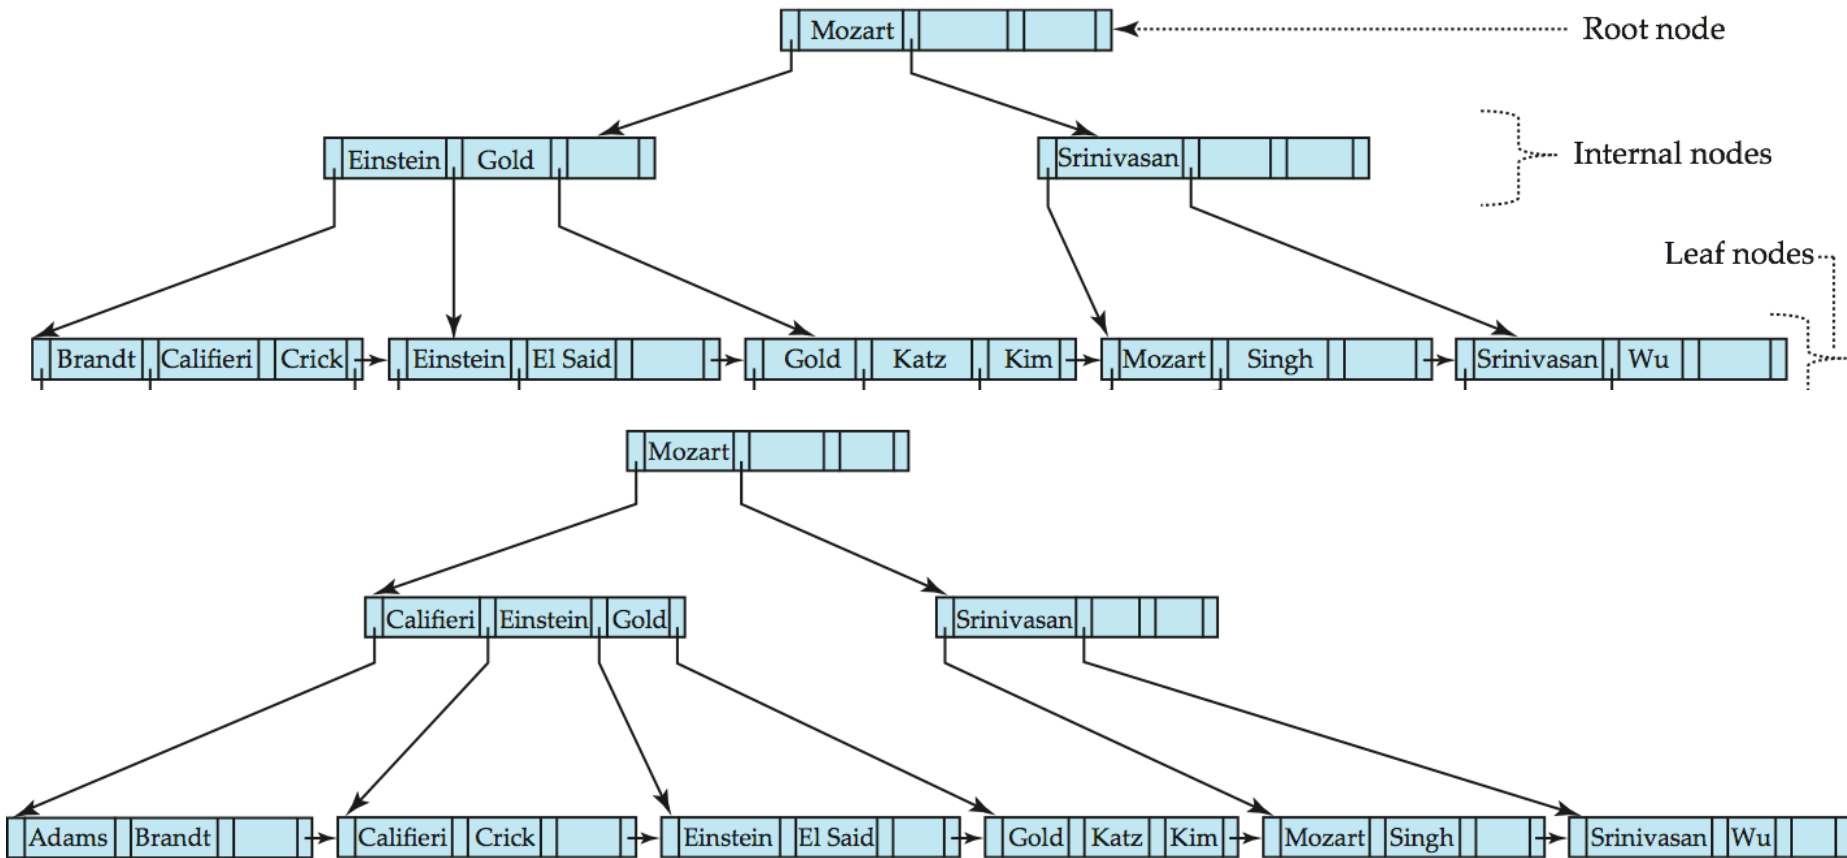 Mozart Root node
Einstein Gold Srinivasan Internal nodes
Leaf nodes
Brandt Califieri Crick Einstein El Said Gold Katz Kim Mozart Singh Srinivasan Wu
Mozart
Califieri Einstein Gold Srinivasan
Adams Brandt Califieri Crick Einstein El Said Gold Katz Kim Mozart Singh Srinivasan Wu